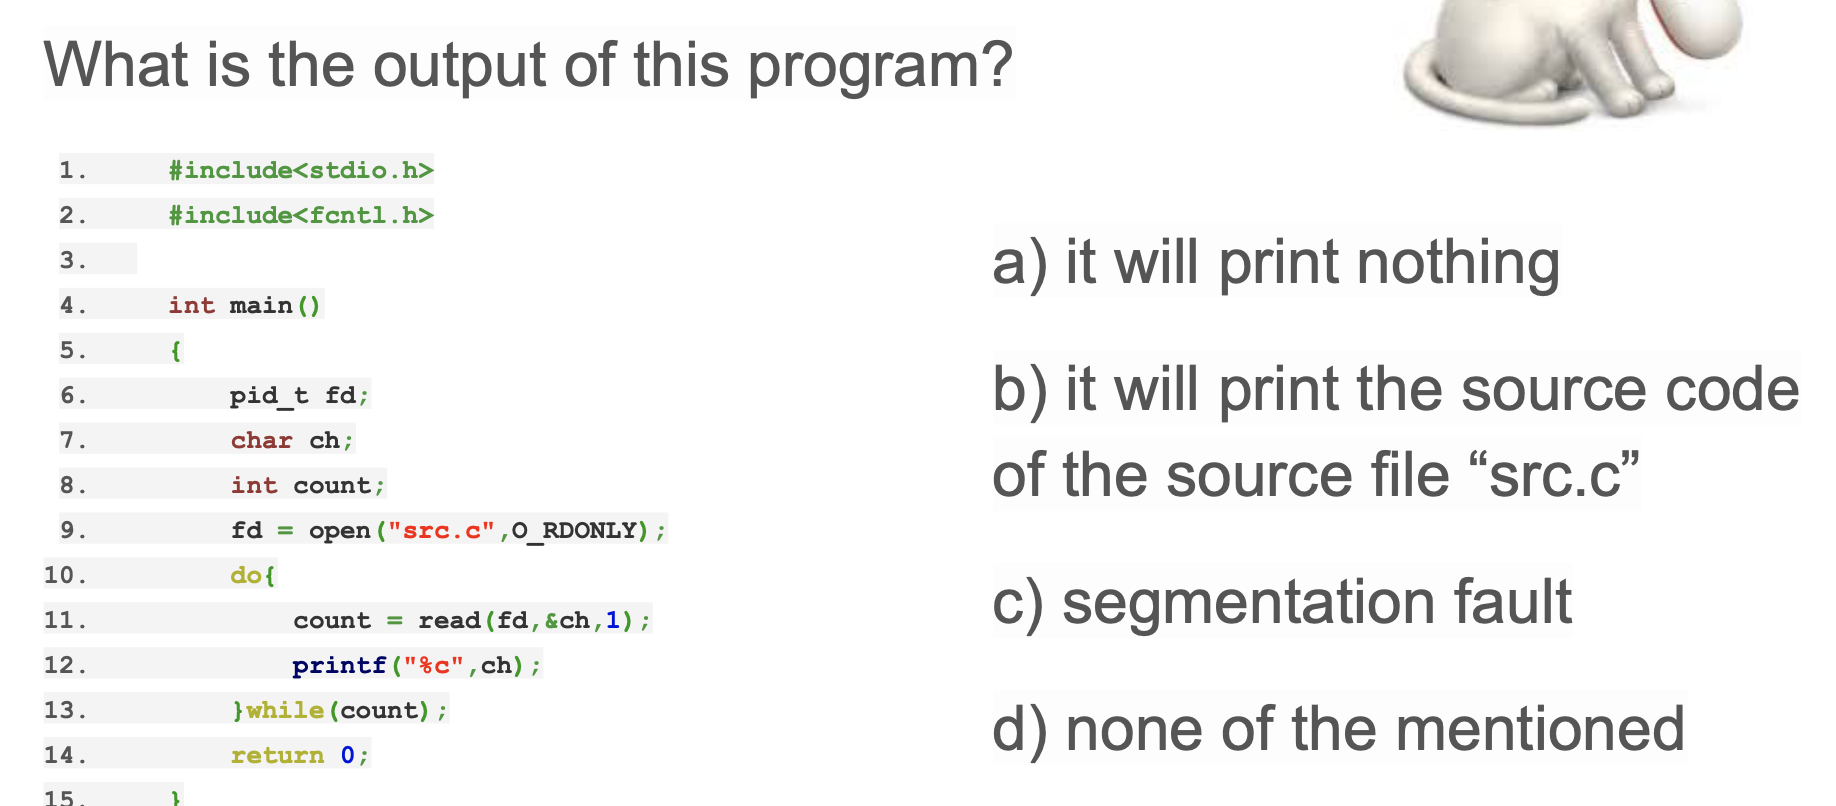 What is the output of this program?
1. #include<stdio.h>
2. #include<fcntl.h>
3.
4. int main()
5. {
6. pid_t fd;
7. char ch;
8. int count;
9. fd = open("src.c",O_RDONLY);
10. do{
11. count = read(fd,&ch,1);
12. printf("%c",ch);
13. }while(count);
14. return 0;
15. }
a) it will print nothing
b) it will print the source code
of the source file “src.c”
c) segmentation fault
d) none of the mentioned